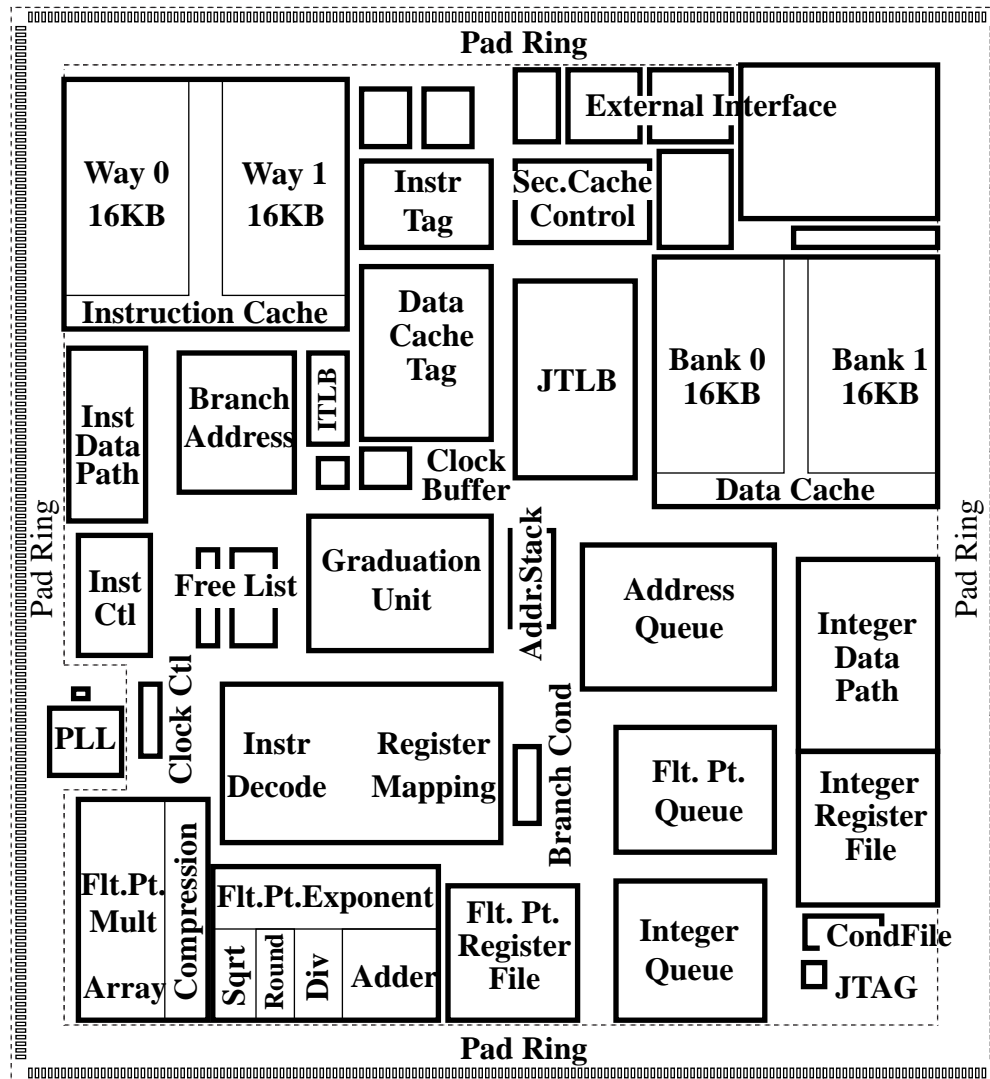 Pad Ring
External Interface
Way 0
16KB
Way 1
16KB
Instr
Tag
Sec.Cache
Control
Instruction Cache
Data
Cache
Tag
JTLB
Bank 0
16KB
Bank 1
16KB
Data Cache
Inst
Data
Path
Branch
Address
ITLB
Clock
Buffer
Pad Ring
Pad Ring
Inst
Ctl
Free List
Graduation
Unit
Addr.Stack
Address
Queue
Integer
Data
Path
PLL
Clock Ctl
Instr
Decode
Register
Mapping
Branch Cond
Flt. Pt.
Queue
Integer
Register
File
Flt.Pt.
Mult
Array
Compression
Flt.Pt.Exponent
Sqrt
Round
Div
Adder
Flt. Pt.
Register
File
Integer
Queue
CondFile
JTAG
Pad Ring